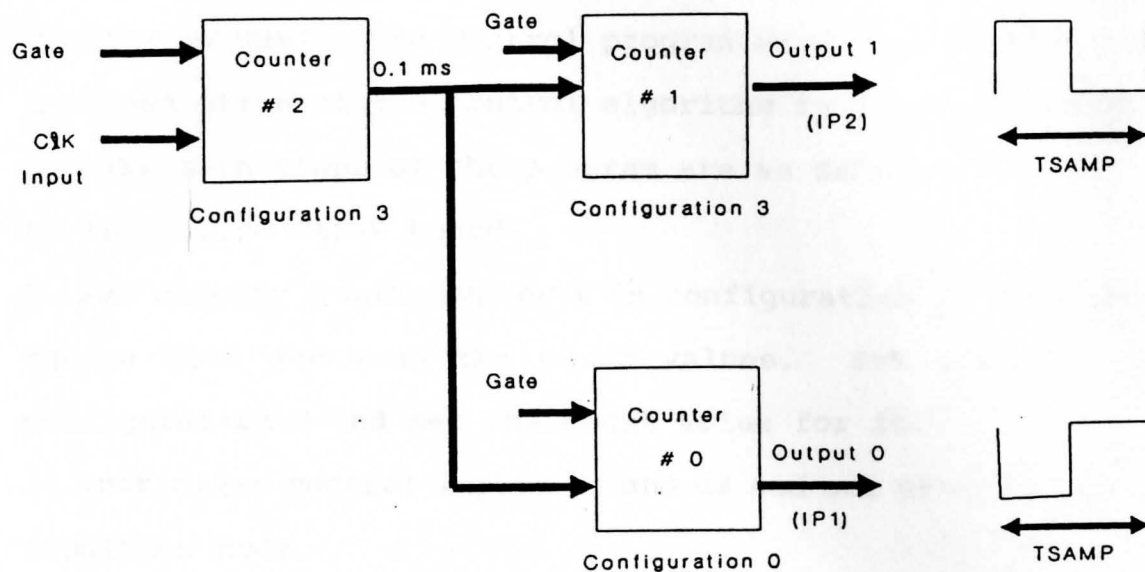 Gate
Counter
# 2
ClK
Input
Configuration 3
0.1 ms
Gate
Counter
# 1
Output 1
(IP2)
Configuration 3
TSAMP
Gate
Counter
# 0
Output 0
(IP1)
Configuration 0
TSAMP